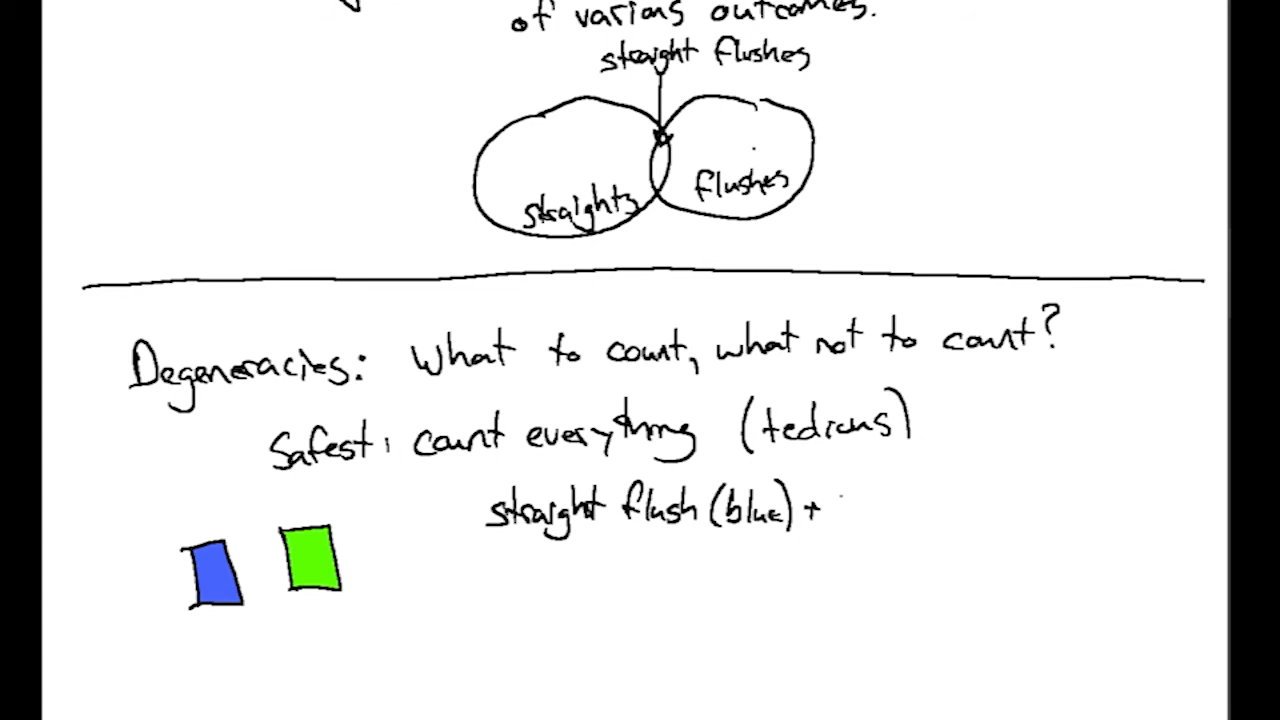 of various outcomes.
straight flushes
straights
flushes
Degeneracies: What to count, what not to count?
Safest: count everything (tedious)
straight flush (blue) +